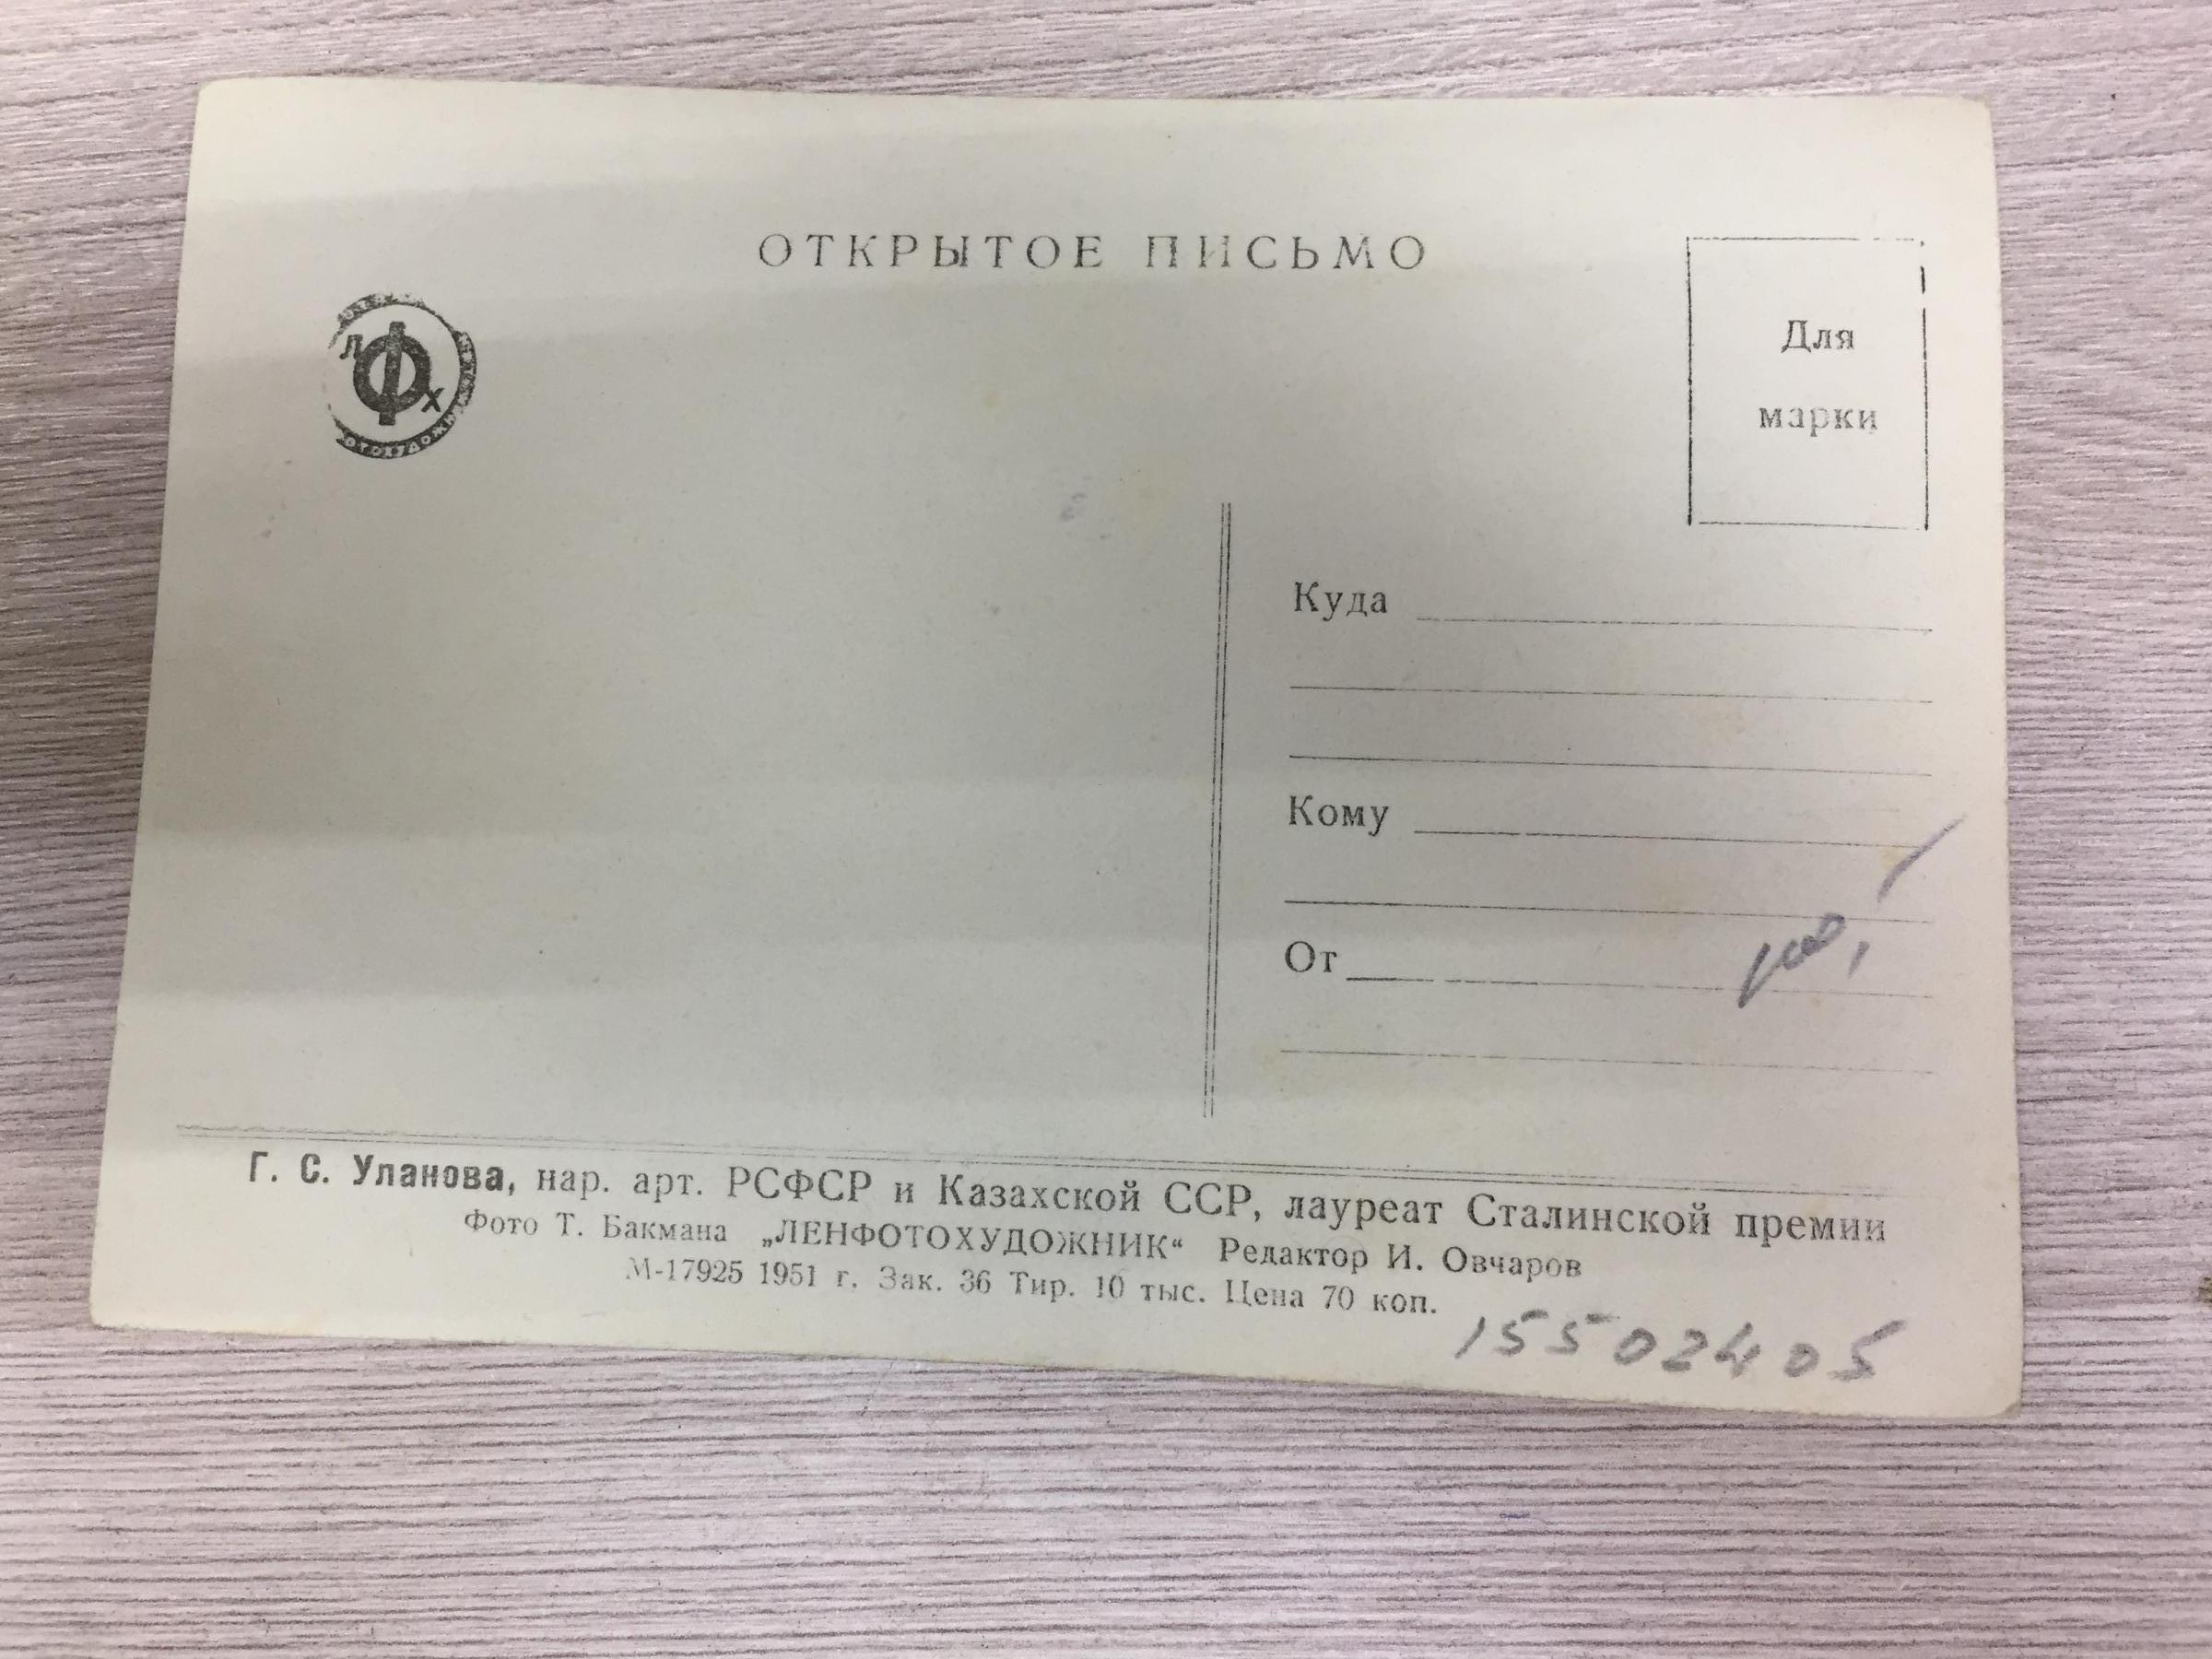 ОТКРЫТОЕ ПИСЬМО
Л Ф Х
Для
марки
Куда
Кому
От
Г. С. Уланова, нар. арт. РСФСР и Казахской ССР, лауреат Сталинской премии
Фото Т. Бакмана „ЛЕНФОТОХУДОЖНИК“ Редактор И. Овчаров
М-17925 1951 г. Зак. 36 Тир. 10 тыс. Цена 70 коп.
15502405